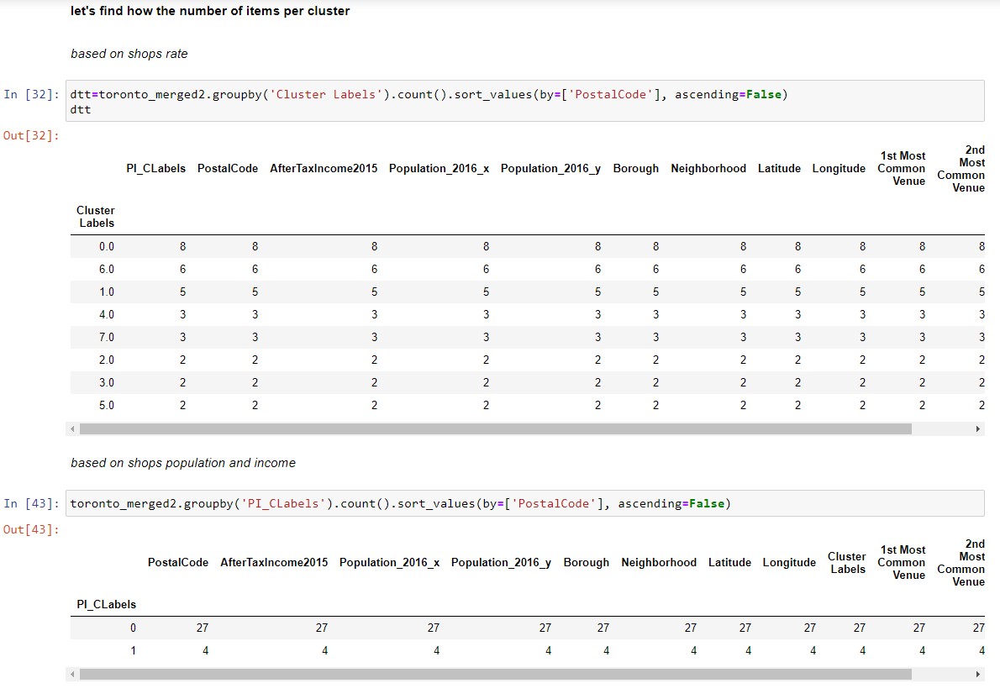 let's find how the number of items per cluster
based on shops rate
In [32]: dtt=toronto_merged2.groupby('Cluster Labels').count().sort_values(by=['PostalCode'], ascending=False)
dtt
Out[32]:
PI_CLabels PostalCode AfterTaxIncome2015 Population_2016_x Population_2016_y Borough Neighborhood Latitude Longitude 1st Most Common Venue 2nd Most Common Venue
Cluster Labels
0.0 8 8 8 8 8 8 8 8 8 8 8
6.0 6 6 6 6 6 6 6 6 6 6 6
1.0 5 5 5 5 5 5 5 5 5 5 5
4.0 3 3 3 3 3 3 3 3 3 3 3
7.0 3 3 3 3 3 3 3 3 3 3 3
2.0 2 2 2 2 2 2 2 2 2 2 2
3.0 2 2 2 2 2 2 2 2 2 2 2
5.0 2 2 2 2 2 2 2 2 2 2 2
based on shops population and income
In [43]: toronto_merged2.groupby('PI_CLabels').count().sort_values(by=['PostalCode'], ascending=False)
Out[43]:
PostalCode AfterTaxIncome2015 Population_2016_x Population_2016_y Borough Neighborhood Latitude Longitude Cluster Labels 1st Most Common Venue 2nd Most Common Venue
PI_CLabels
0 27 27 27 27 27 27 27 27 27 27 27
1 4 4 4 4 4 4 4 4 4 4 4